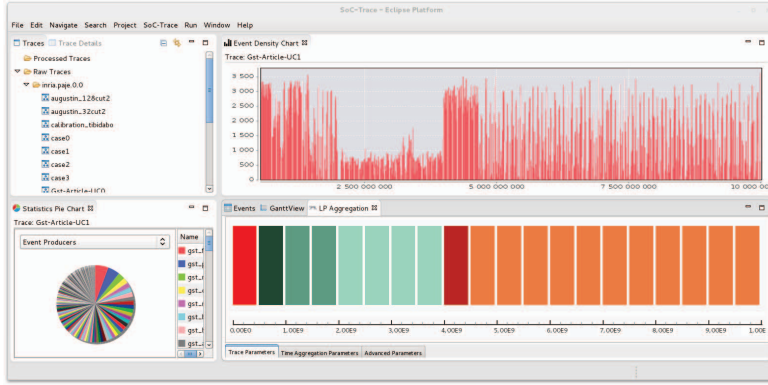 SoC-Trace - Eclipse Platform
File Edit Navigate Search Project SoC-Trace Run Window Help
Traces Trace Details
Processed Traces
Raw Traces
inria.paje.0.0
augustin_128cut2
augustin_32cut2
calibration_tibidabo
case0
case1
case2
case3
Gst-Article-UC0
Event Density Chart
Trace: Gst-Article-UC1
3 500
3 000
2 500
2 000
1 500
1 000
500
0
2 500 000 000 5 000 000 000 7 500 000 000 10 000 00
Statistics Pie Chart
Trace: Gst-Article-UC1
Event Producers
Name
Events GanttView LP Aggregation
0.00E0 1.00E9 2.00E9 3.00E9 4.00E9 5.00E9 6.00E9 7.00E9 8.00E9 9.00E9 1.00E
Trace Parameters Time Aggregation Parameters Advanced Parameters